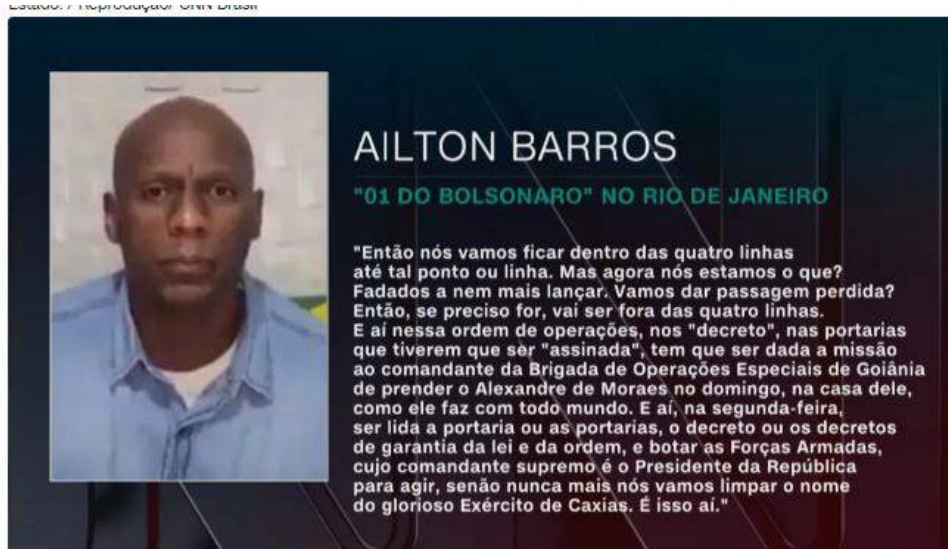 Estado. / Reprodução/ CNN Brasil
AILTON BARROS
"01 DO BOLSONARO" NO RIO DE JANEIRO
"Então nós vamos ficar dentro das quatro linhas
até tal ponto ou linha. Mas agora nós estamos o que?
Fadados a nem mais lançar. Vamos dar passagem perdida?
Então, se preciso for, vai ser fora das quatro linhas.
E aí nessa ordem de operações, nos "decreto", nas portarias
que tiverem que ser "assinada", tem que ser dada a missão
ao comandante da Brigada de Operações Especiais de Goiânia
de prender o Alexandre de Moraes no domingo, na casa dele,
como ele faz com todo mundo. E aí, na segunda-feira,
ser lida a portaria ou as portarias, o decreto ou os decretos
de garantia da lei e da ordem, e botar as Forças Armadas,
cujo comandante supremo é o Presidente da República
para agir, senão nunca mais nós vamos limpar o nome
do glorioso Exército de Caxias. É isso aí."